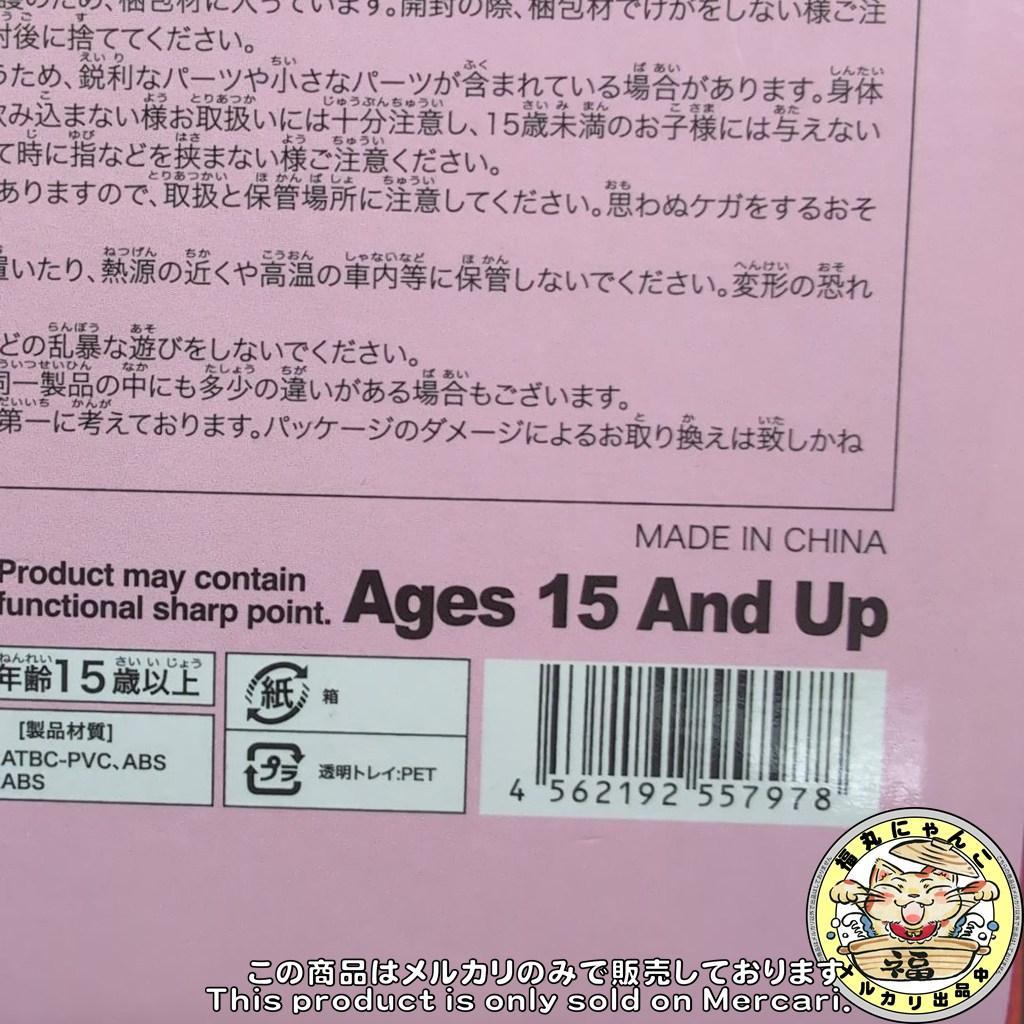 護のため、梱包材に入っています。開封の際、梱包材でけがをしない様ご注
封後に捨ててください。
うため、鋭利なパーツや小さなパーツが含まれている場合があります。身体
飲み込まない様お取扱いには十分注意し、15歳未満のお子様には与えない
て時に指などを挟まない様ご注意ください。
ありますので、取扱と保管場所に注意してください。思わぬケガをするおそ
置いたり、熱源の近くや高温の車内等に保管しないでください。変形の恐れ
どの乱暴な遊びをしないでください。
同一製品の中にも多少の違いがある場合もございます。
第一に考えております。パッケージのダメージによるお取り換えは致しかね
MADE IN CHINA
Product may contain
functional sharp point.
Ages 15 And Up
年齢15歳以上
[製品材質]
ATBC-PVC、ABS
ABS
紙 箱
プラ 透明トレイ:PET
4 562192 557978
福丸にゃんこ
福
メルカリ出品中
この商品はメルカリのみで販売しております
This product is only sold on Mercari.